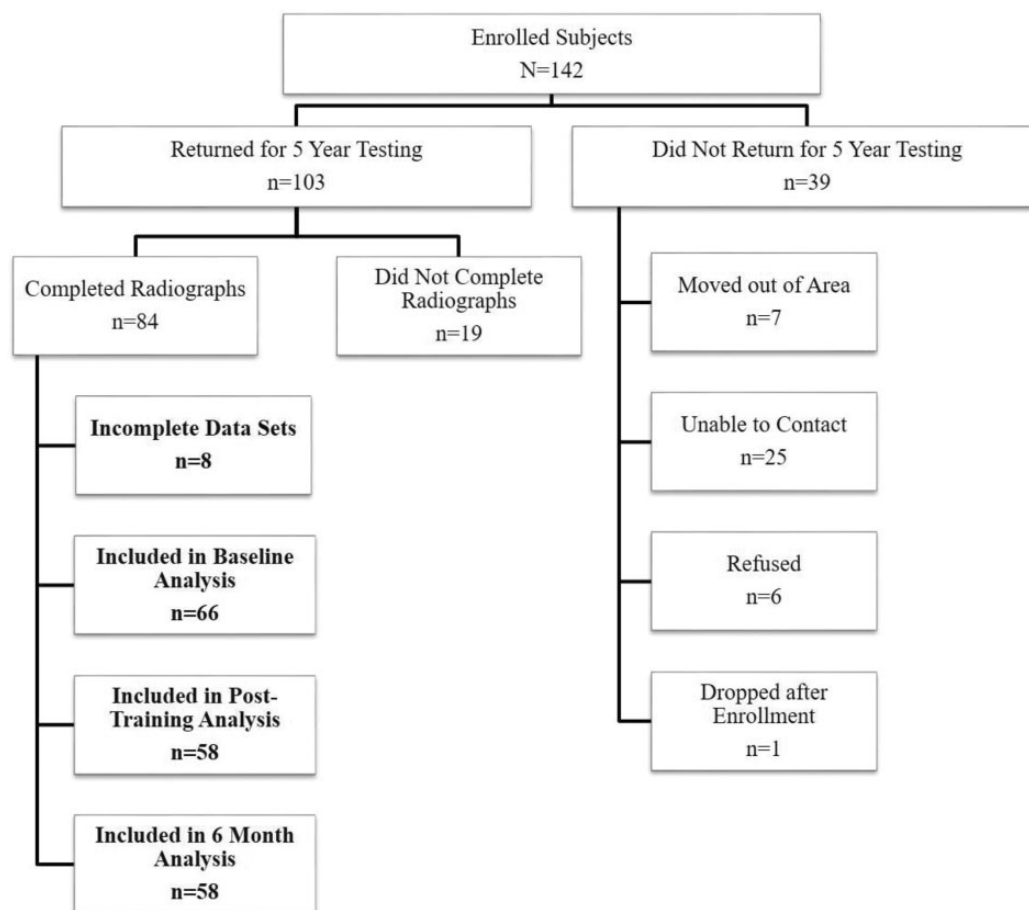 Enrolled Subjects
N=142
Returned for 5 Year Testing
n=103
Did Not Return for 5 Year Testing
n=39
Completed Radiographs
n=84
Did Not Complete
Radiographs
n=19
Moved out of Area
n=7
Incomplete Data Sets
n=8
Unable to Contact
n=25
Included in Baseline
Analysis
n=66
Refused
n=6
Included in Post-
Training Analysis
n=58
Dropped after
Enrollment
n=1
Included in 6 Month
Analysis
n=58